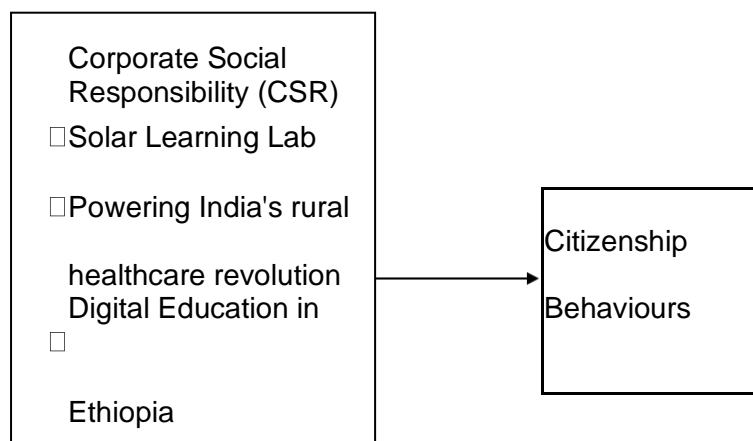 Corporate Social
Responsibility (CSR)
□Solar Learning Lab
□Powering India's rural
healthcare revolution
Digital Education in
□
Ethiopia
Citizenship
Behaviours